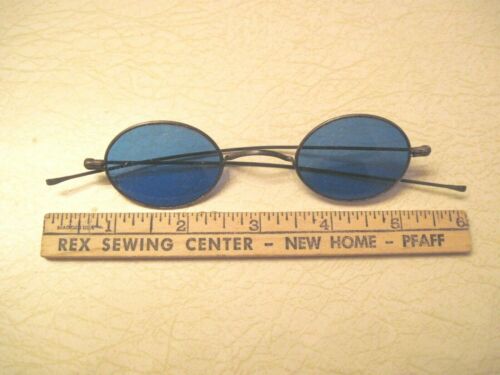 1 2 3 4 5 6
REX SEWING CENTER - NEW HOME - PFAFF